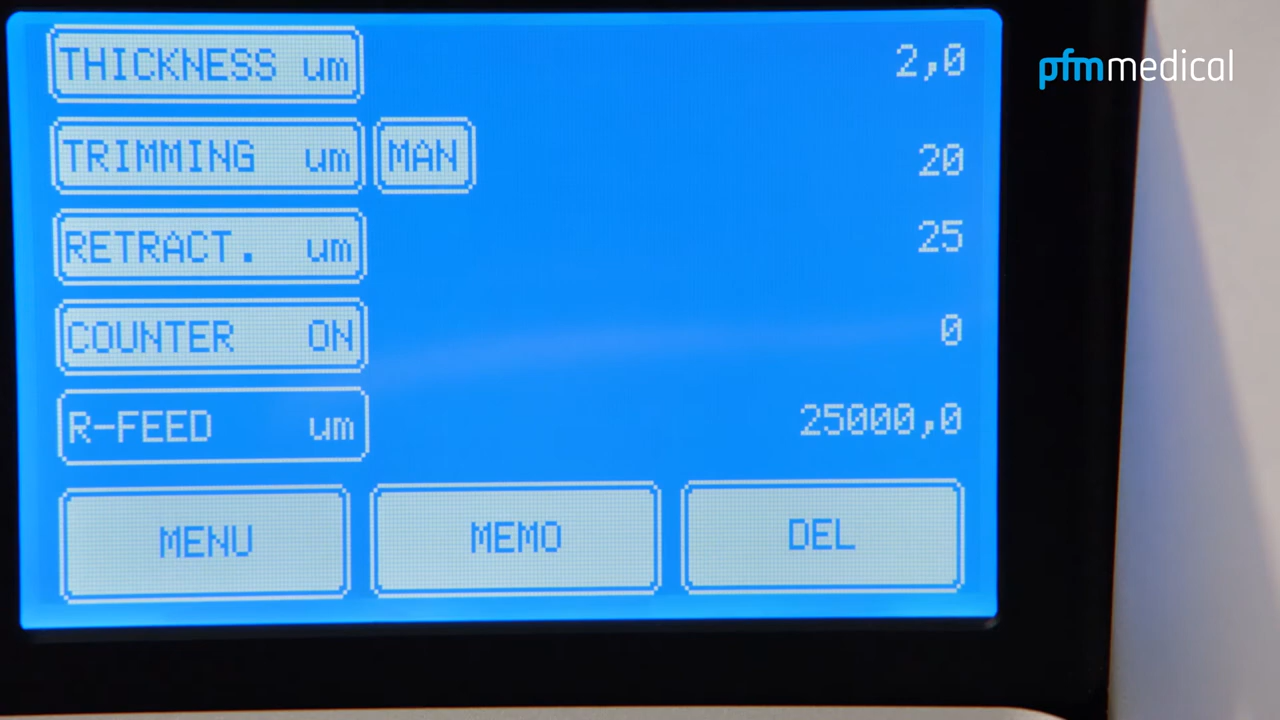 THICKNESS um 2,0
pfmmedical
TRIMMING um MAN 20
RETRACT. um 25
COUNTER ON 0
R-FEED um 25000,0
MENU MEMO DEL